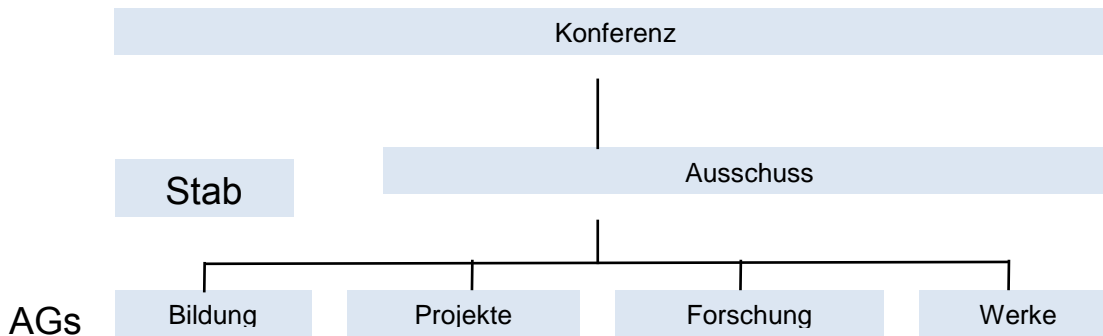 Konferenz
Stab
Ausschuss
AGs
Bildung
Projekte
Forschung
Werke